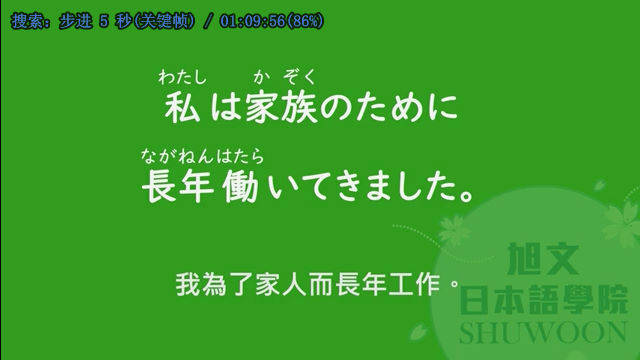 搜索: 步进 5 秒(关键帧) / 01:09:56(86%)
わたし か ぞく
私は家族のために
ながねんはたら
長年働いてきました。
我為了家人而長年工作。
旭文
日本語學院
SHUWOON